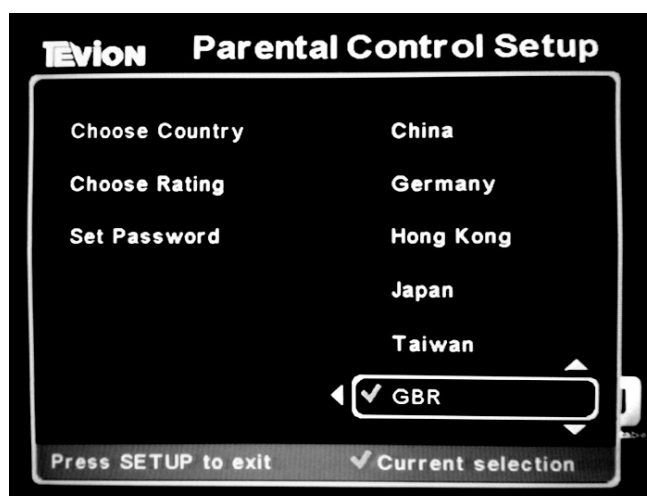 TEVION Parental Control Setup
Choose Country China
Choose Rating Germany
Set Password Hong Kong
Japan
Taiwan
GBR
Press SETUP to exit Current selection